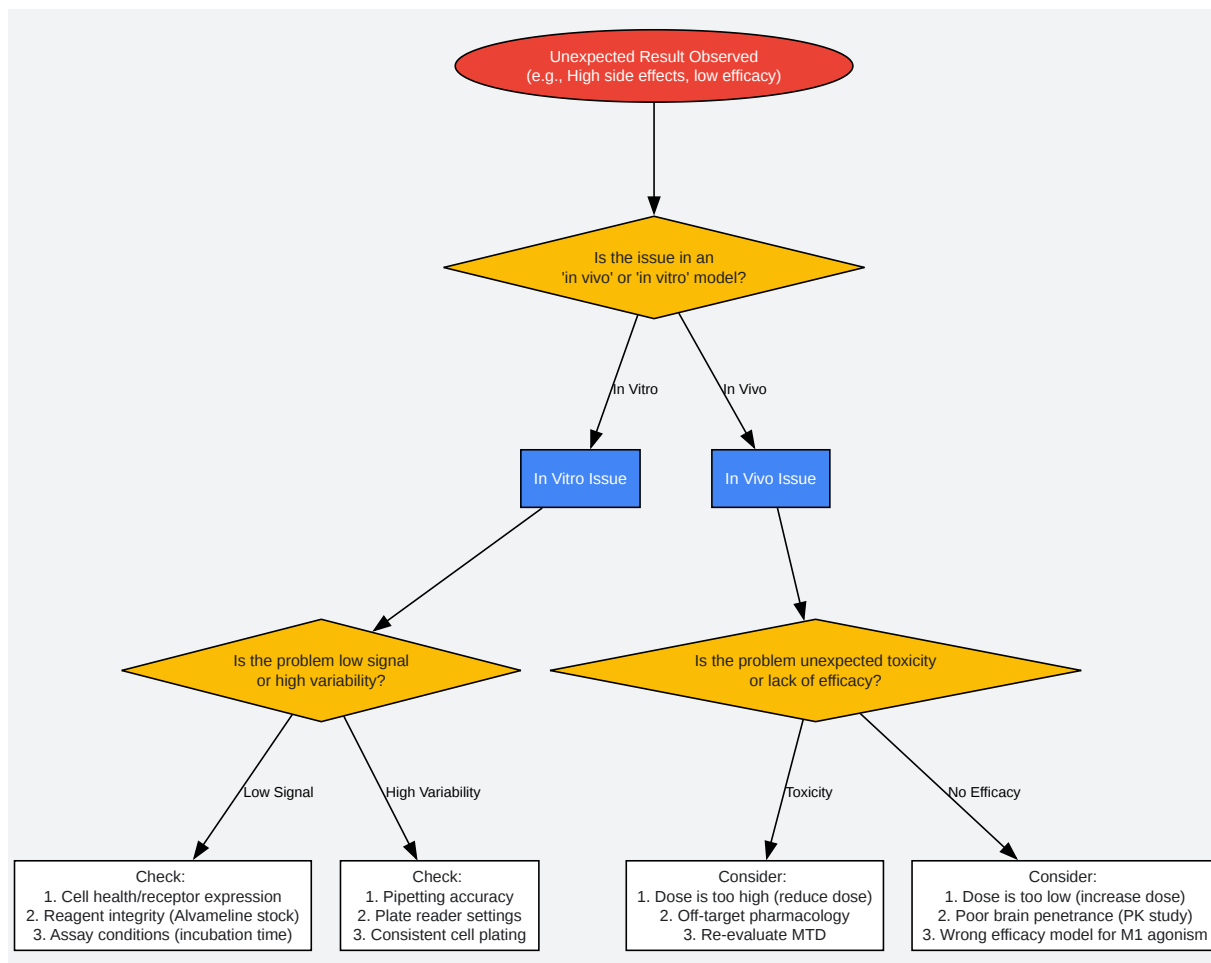 Unexpected Result Observed
(e.g., High side effects, low efficacy)
Is the issue in an
'in vivo' or 'in vitro' model?
In Vitro
In Vivo
In Vitro Issue
In Vivo Issue
Is the problem low signal
or high variability?
Is the problem unexpected toxicity
or lack of efficacy?
Low Signal
High Variability
Toxicity
No Efficacy
Check:
1. Cell health/receptor expression
2. Reagent integrity (Alvameline stock)
3. Assay conditions (incubation time)
Check:
1. Pipetting accuracy
2. Plate reader settings
3. Consistent cell plating
Consider:
1. Dose is too high (reduce dose)
2. Off-target pharmacology
3. Re-evaluate MTD
Consider:
1. Dose is too low (increase dose)
2. Poor brain penetrance (PK study)
3. Wrong efficacy model for M1 agonism